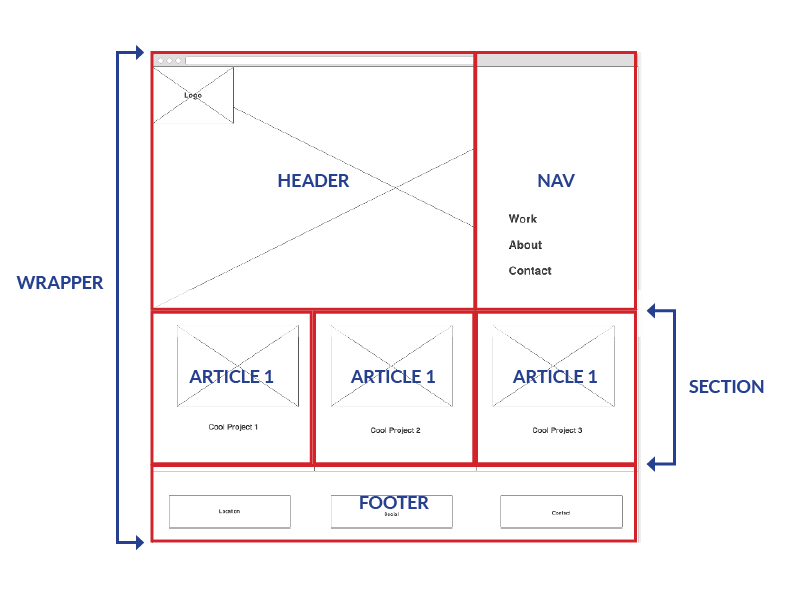 Logo
HEADER
NAV
Work
About
Contact
WRAPPER
ARTICLE 1
ARTICLE 1
ARTICLE 1
SECTION
Cool Project 1
Cool Project 2
Cool Project 3
FOOTER
Location
Social
Contact